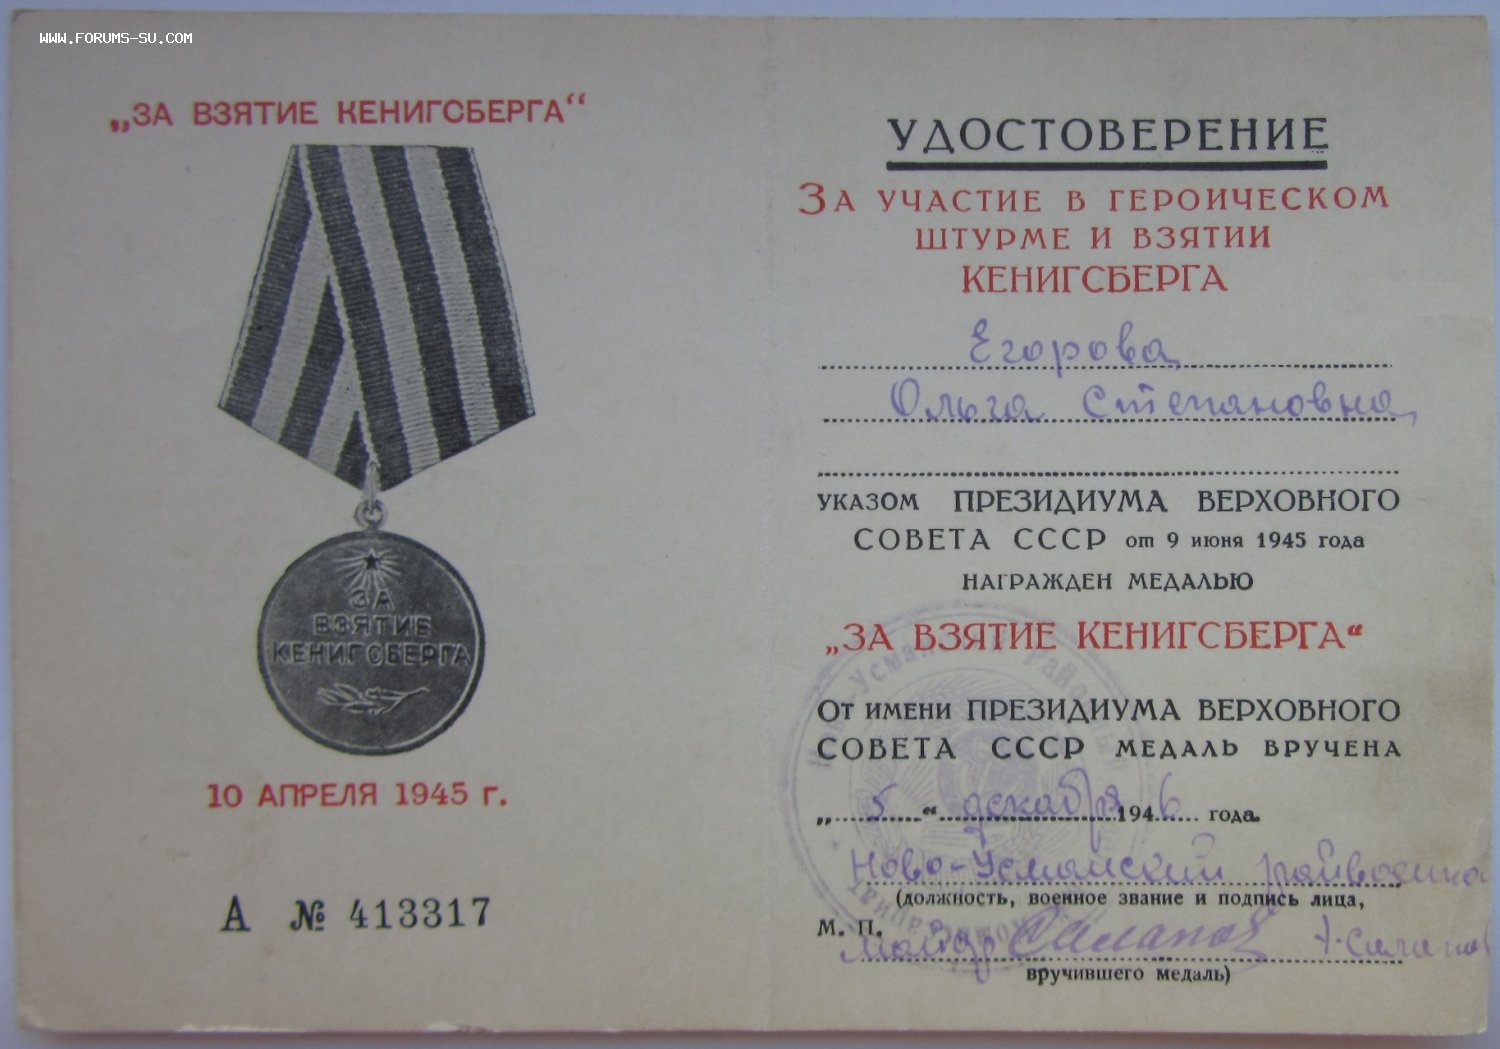 WWW.FORUMS-SU.COM
„ЗА ВЗЯТИЕ КЕНИГСБЕРГА“
ЗА
ВЗЯТИЕ
КЕНИГСБЕРГА
10 АПРЕЛЯ 1945 г.
А № 413317
УДОСТОВЕРЕНИЕ
ЗА УЧАСТИЕ В ГЕРОИЧЕСКОМ
ШТУРМЕ И ВЗЯТИИ
КЕНИГСБЕРГА
Егорова
Ольга Степановна
УКАЗОМ ПРЕЗИДИУМА ВЕРХОВНОГО
СОВЕТА СССР от 9 июня 1945 года
НАГРАЖДЕН МЕДАЛЬЮ
„ЗА ВЗЯТИЕ КЕНИГСБЕРГА“
ОТ ИМЕНИ ПРЕЗИДИУМА ВЕРХОВНОГО
СОВЕТА СССР МЕДАЛЬ ВРУЧЕНА
„5“ декабря 1946 года.
Ново-Усманский
(должность, военное звание и подпись лица,
М. П.
майор
вручившего медаль)